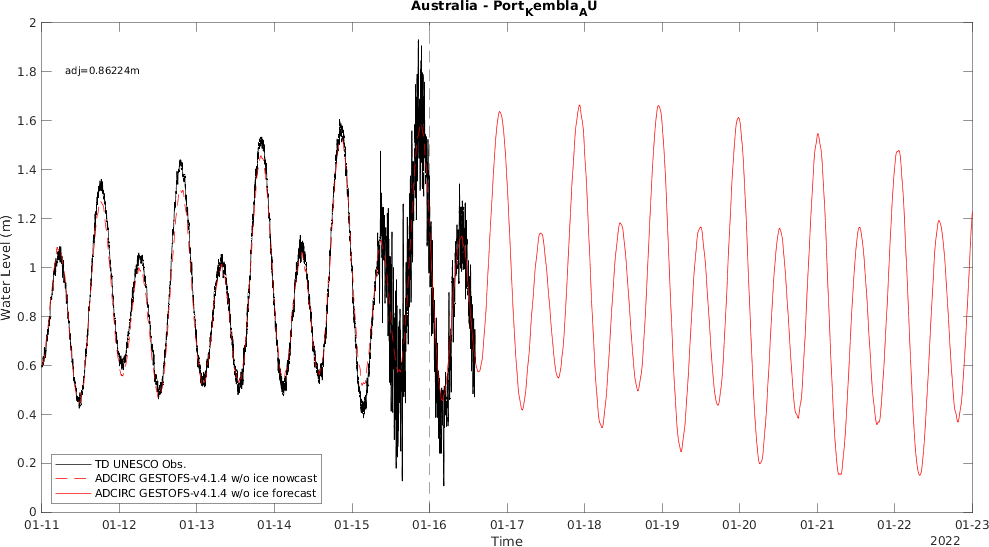 Australia - Port_Kembla_AU
adj=0.86224m
Water Level (m)
2
1.8
1.6
1.4
1.2
1
0.8
0.6
0.4
0.2
0
TD UNESCO Obs.
ADCIRC GESTOFS-v4.1.4 w/o ice nowcast
ADCIRC GESTOFS-v4.1.4 w/o ice forecast
01-11 01-12 01-13 01-14 01-15 01-16 01-17 01-18 01-19 01-20 01-21 01-22 01-23
Time
2022